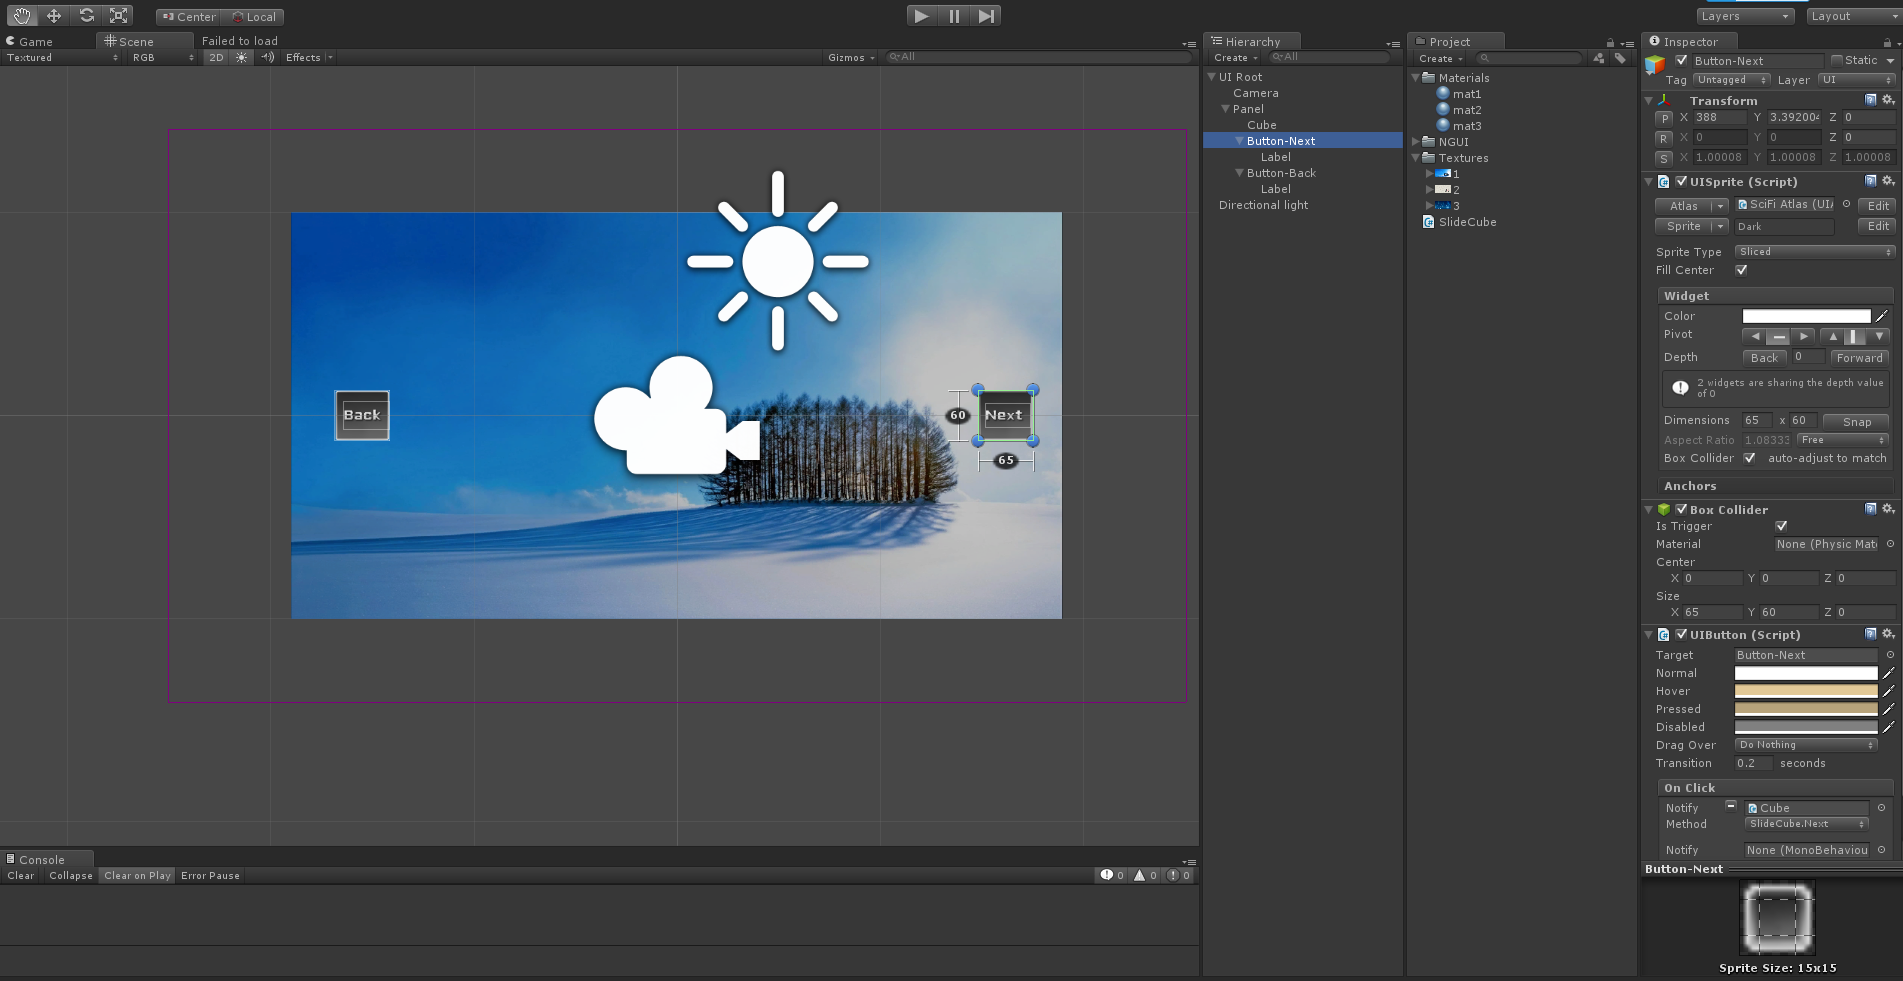 Center Local
Layers Layout
Game Scene Failed to load
Textured RGB 2D Effects Gizmos All
Back
Next
60
65
Console
Clear Collapse Clear on Play Error Pause 0 0 0
Hierarchy
Create All
UI Root
Camera
Panel
Cube
Button-Next
Label
Button-Back
Label
Directional light
Project
Create
Materials
mat1
mat2
mat3
NGUI
Textures
1
2
3
SlideCube
Inspector
Button-Next Static
Tag Untagged Layer UI
Transform
P X 388 Y 3.39200 Z 0
R X 0 Y 0 Z 0
S X 1.00008 Y 1.00008 Z 1.00008
UISprite (Script)
Atlas SciFi Atlas (UIA Edit
Sprite Dark Edit
Sprite Type Sliced
Fill Center
Widget
Color
Pivot
Depth Back 0 Forward
2 widgets are sharing the depth value
of 0
Dimensions 65 x 60 Snap
Aspect Ratio 1.08333 Free
Box Collider auto-adjust to match
Anchors
Box Collider
Is Trigger
Material None (Physic Mat
Center
X 0 Y 0 Z 0
Size
X 65 Y 60 Z 0
UIButton (Script)
Target Button-Next
Normal
Hover
Pressed
Disabled
Drag Over Do Nothing
Transition 0.2 seconds
On Click
Notify Cube
Method SlideCube.Next
Notify None (MonoBehaviou
Button-Next
Sprite Size: 15x15